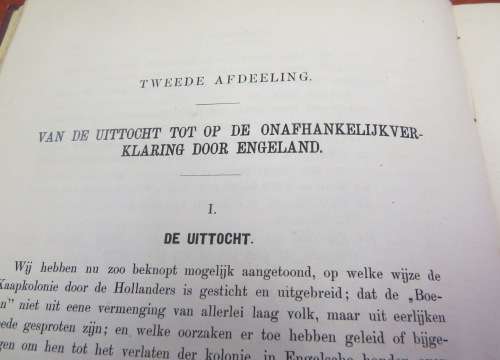 TWEEDE AFDEELING.
VAN DE UITTOCHT TOT OP DE ONAFHANKELIJKVER-
KLARING DOOR ENGELAND.
I.
DE UITTOCHT.
Wij hebben nu zoo beknopt mogelijk aangetoond, op welke wijze de
Kaapkolonie door de Hollanders is gesticht en uitgebreid; dat de „Boe-
en" niet uit eene vermenging van allerlei laag volk, maar uit eerlijken
ede gesproten zijn; en welke oorzaken er toe hebben geleid of bijge-
gen om hen tot het verlaten der kolonie, in Engelsche handen